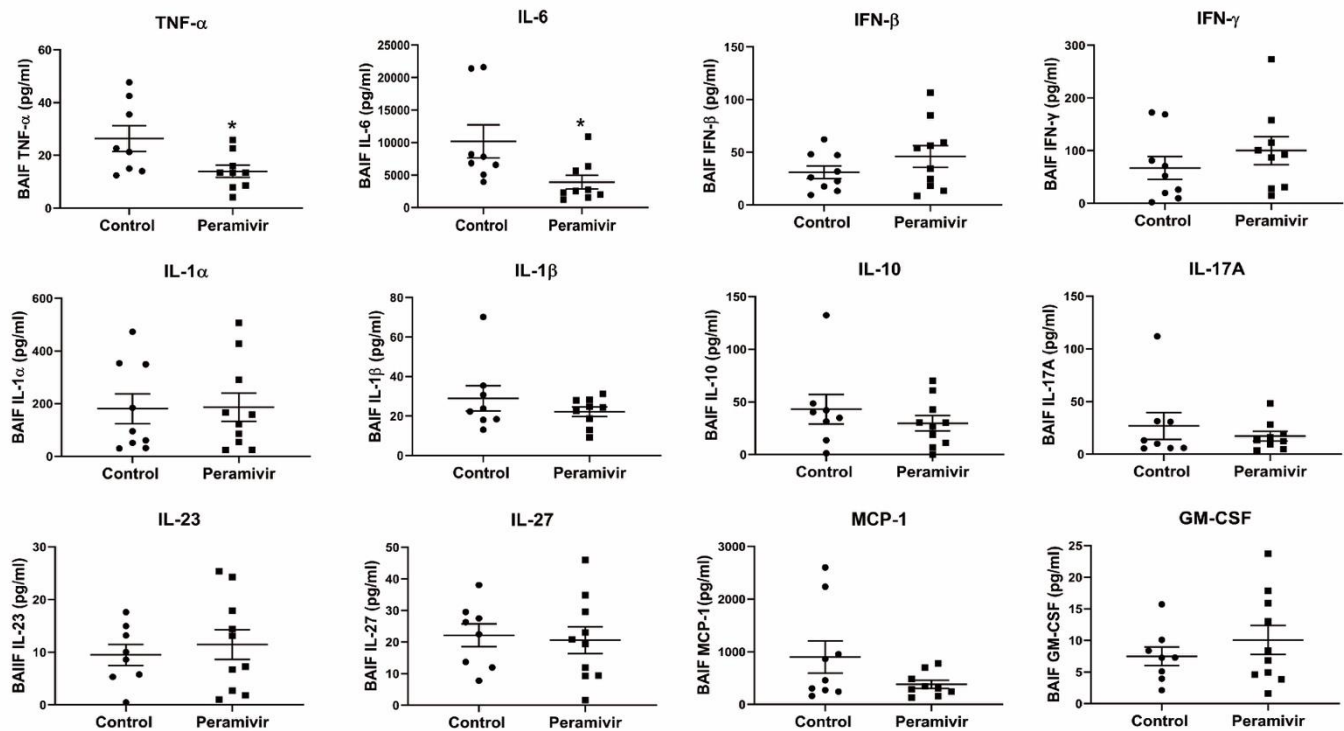 TNF-α
IL-6
IFN-β
IFN-γ
BAIF TNF-α (pg/ml)
60
40
20
0
*
Control
Peramivir
BAIF IL-6 (pg/ml)
25000
20000
15000
10000
5000
0
*
Control
Peramivir
BAIF IFN-β (pg/ml)
150
100
50
0
Control
Peramivir
BAIF IFN-γ (pg/ml)
300
200
100
0
Control
Peramivir
IL-1α
IL-1β
IL-10
IL-17A
BAIF IL-1α (pg/ml)
600
400
200
0
Control
Peramivir
BAIF IL-1β (pg/ml)
80
60
40
20
0
Control
Peramivir
BAIF IL-10 (pg/ml)
150
100
50
0
Control
Peramivir
BAIF IL-17A (pg/ml)
150
100
50
0
Control
Peramivir
IL-23
IL-27
MCP-1
GM-CSF
BAIF IL-23 (pg/ml)
30
20
10
0
Control
Peramivir
BAIF IL-27 (pg/ml)
50
40
30
20
10
0
Control
Peramivir
BAIF MCP-1(pg/ml)
3000
2000
1000
0
Control
Peramivir
BAIF GM-CSF (pg/ml)
25
20
15
10
5
0
Control
Peramivir